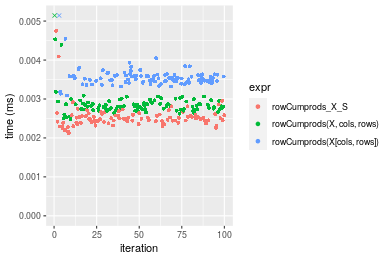 0.005
0.004
0.003
0.002
0.001
0.000
time (ms)
0
25
50
75
100
iteration
expr
rowCumprods_X_S
rowCumprods(X, cols, rows)
rowCumprods(X[cols, rows])